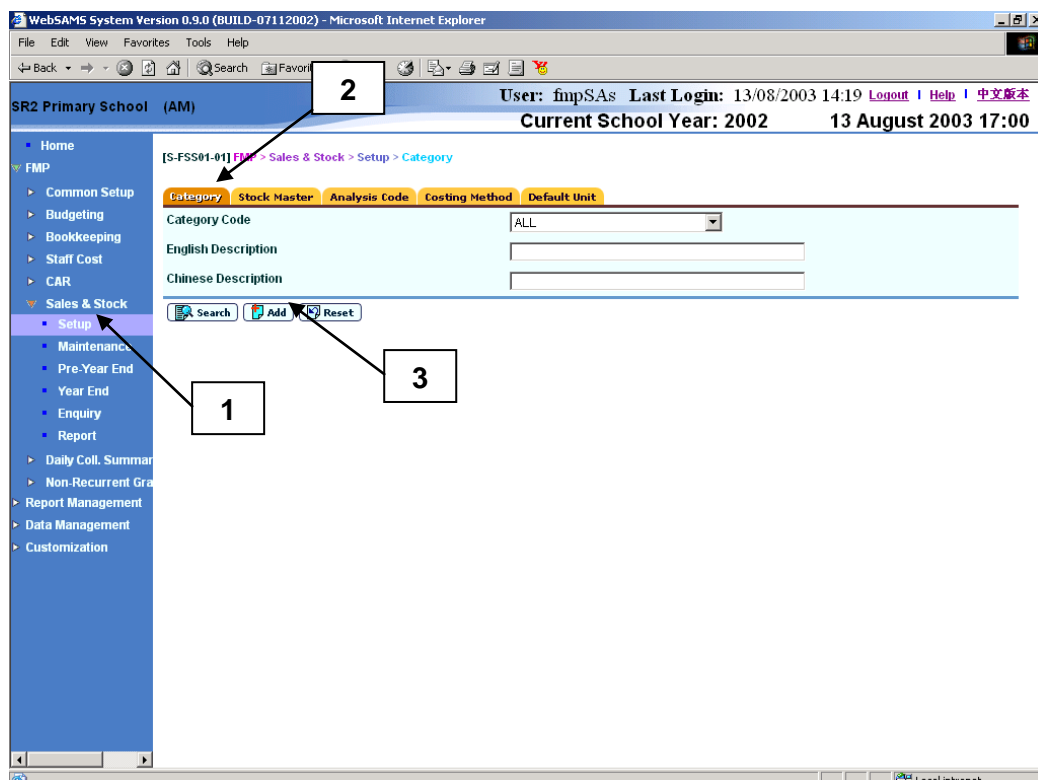 WebSAMS System Version 0.9.0 (BUILD-07112002) - Microsoft Internet Explorer
File Edit View Favorites Tools Help
Back Search
2
SR2 Primary School (AM)
User: fmpSAs Last Login: 13/08/2003 14:19 Logout | Help | 中文版本
Current School Year: 2002 13 August 2003 17:00
Home
FMP
Common Setup
Budgeting
Bookkeeping
Staff Cost
CAR
Sales & Stock
Setup
Maintenance
Pre-Year End
Year End
Enquiry
Report
Daily Coll. Summar
Non-Recurrent Gra
Report Management
Data Management
Customization
[S-FSS01-01] FMP > Sales & Stock > Setup > Category
Category Stock Master Analysis Code Costing Method Default Unit
Category Code ALL
English Description
Chinese Description
Search Add Reset
3
1